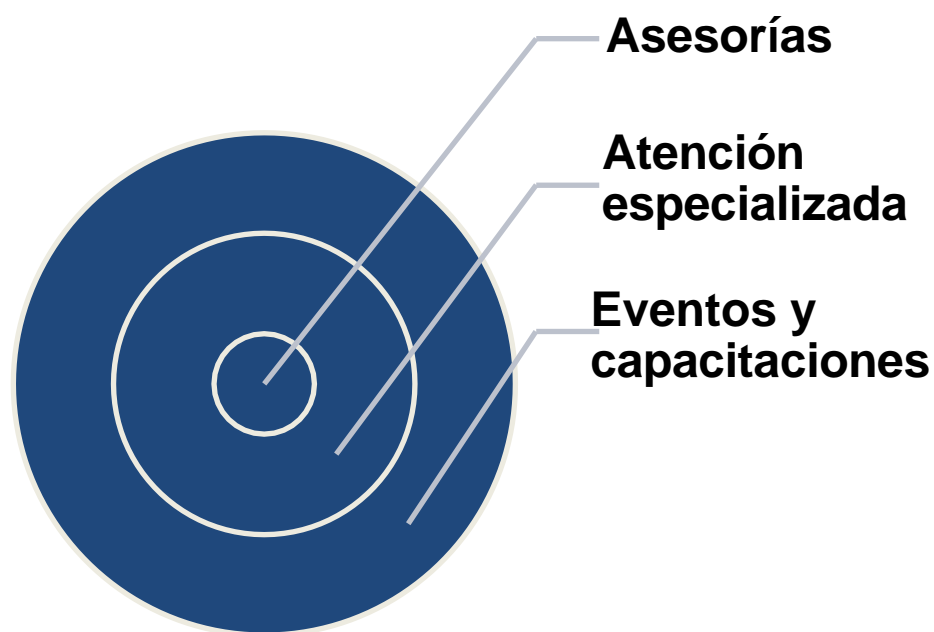 Asesorías
Atención
especializada
Eventos y
capacitaciones